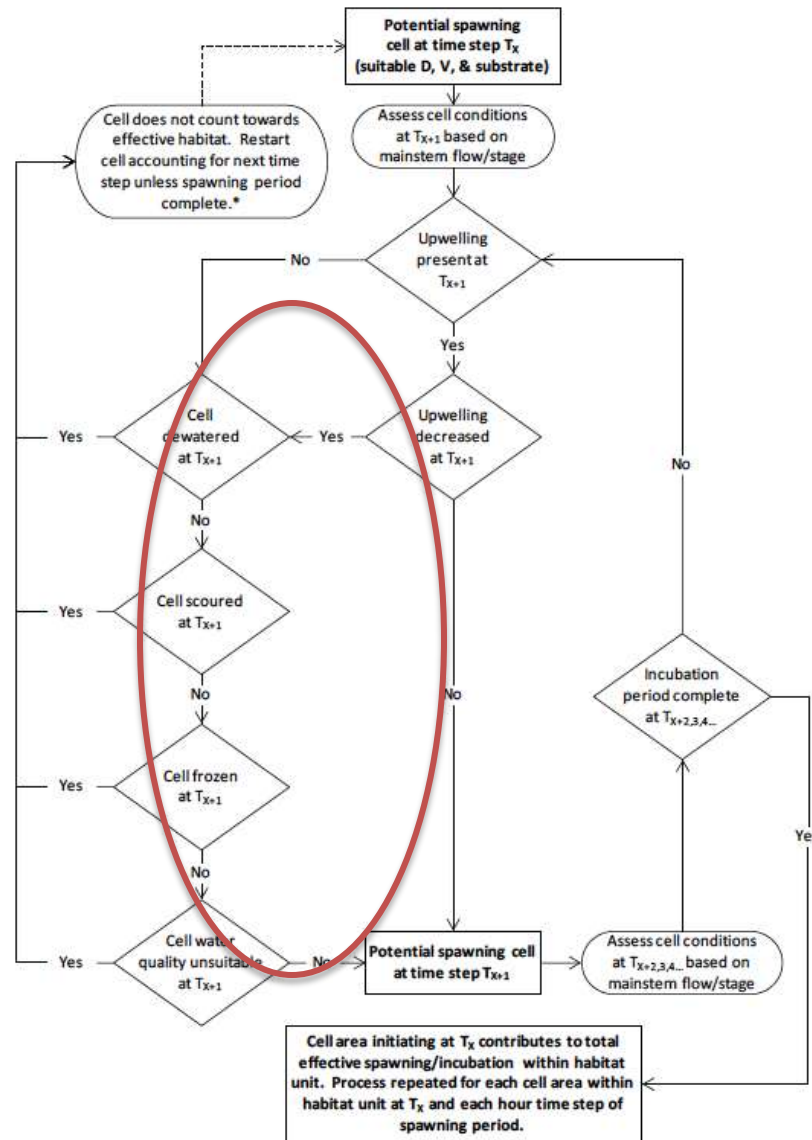 Potential spawning
cell at time step TX
(suitable D, V, & substrate)
Cell does not count towards
effective habitat. Restart
cell accounting for next time
step unless spawning period
complete.*
Assess cell conditions
at TX+1 based on
mainstem flow/stage
Upwelling
present at
TX+1
No
Yes
Cell
dewatered
at TX+1
Yes
Yes
Upwelling
decreased
at TX+1
No
No
Cell scoured
at TX+1
Yes
No
No
Incubation
period complete
at TX+2,3,4...
Cell frozen
at TX+1
Yes
No
Ye
Cell water
quality unsuitable
at TX+1
Yes
No
Potential spawning cell
at time step TX+1
Assess cell conditions
at TX+2,3,4... based on
mainstem flow/stage
Cell area initiating at TX contributes to total
effective spawning/incubation within habitat
unit. Process repeated for each cell area within
habitat unit at TX and each hour time step of
spawning period.